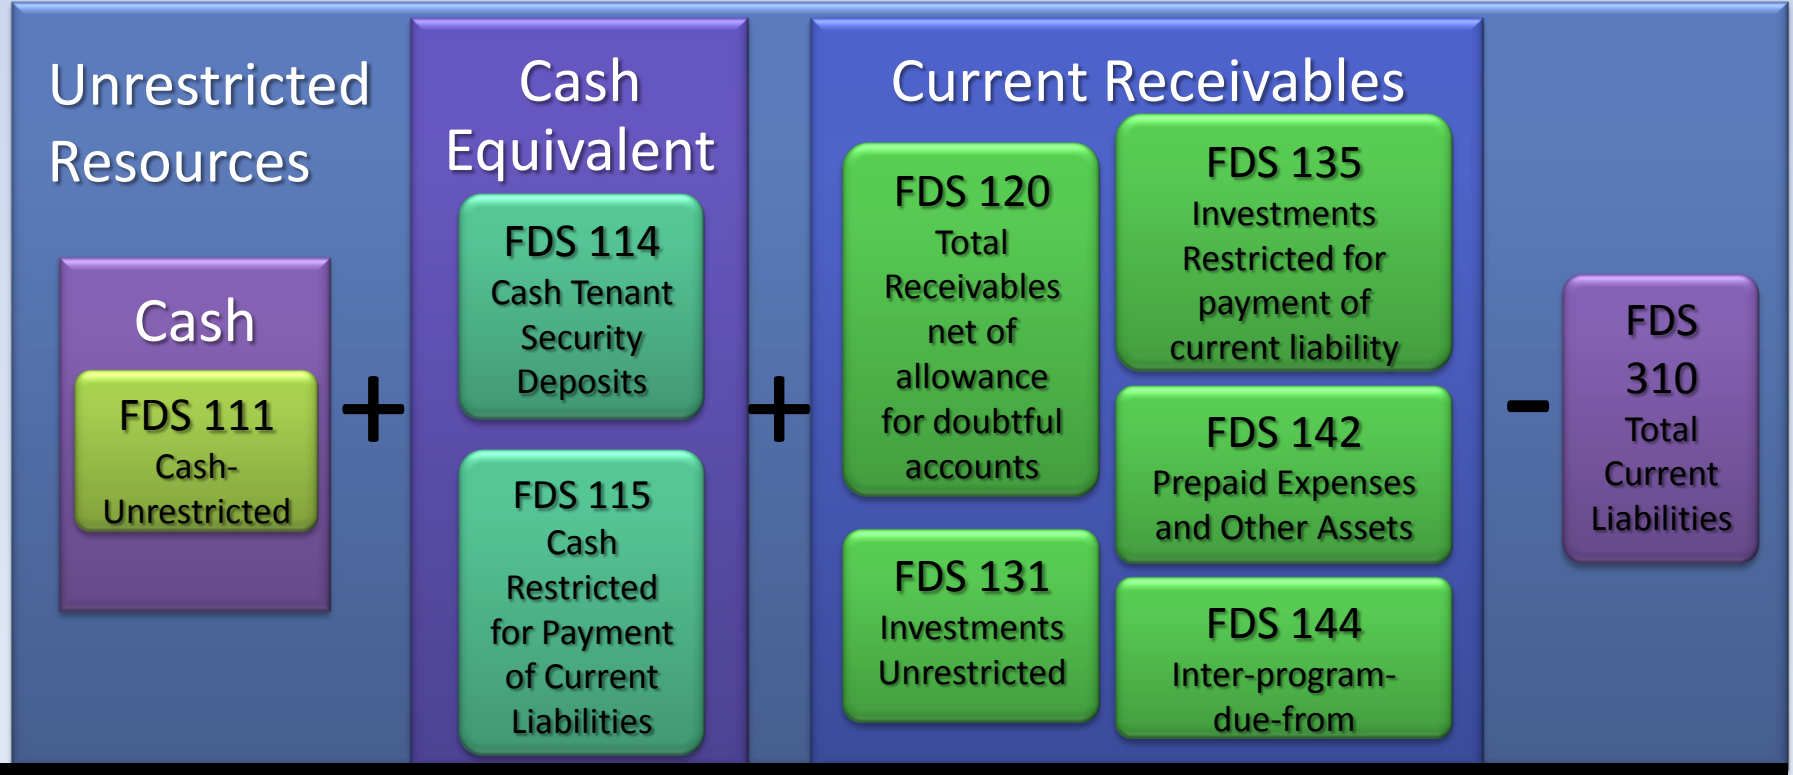 Unrestricted
Resources
Cash
FDS 111
Cash-
Unrestricted
+
Cash
Equivalent
FDS 114
Cash Tenant
Security
Deposits
FDS 115
Cash
Restricted
for Payment
of Current
Liabilities
+
Current Receivables
FDS 120
Total
Receivables
net of
allowance
for doubtful
accounts
FDS 131
Investments
Unrestricted
FDS 135
Investments
Restricted for
payment of
current liability
FDS 142
Prepaid Expenses
and Other Assets
FDS 144
Inter-program-
due-from
-
FDS
310
Total
Current
Liabilities